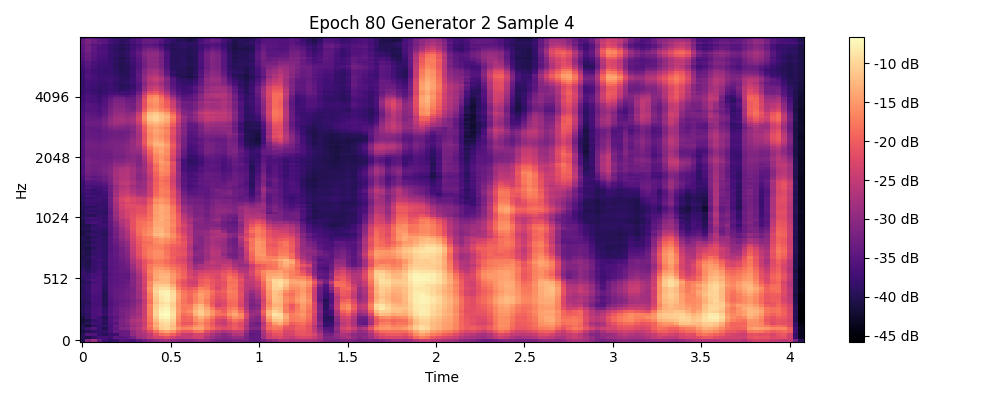 Epoch 80 Generator 2 Sample 4
Hz
4096
2048
1024
512
0
0 0.5 1 1.5 2 2.5 3 3.5 4
Time
-10 dB
-15 dB
-20 dB
-25 dB
-30 dB
-35 dB
-40 dB
-45 dB